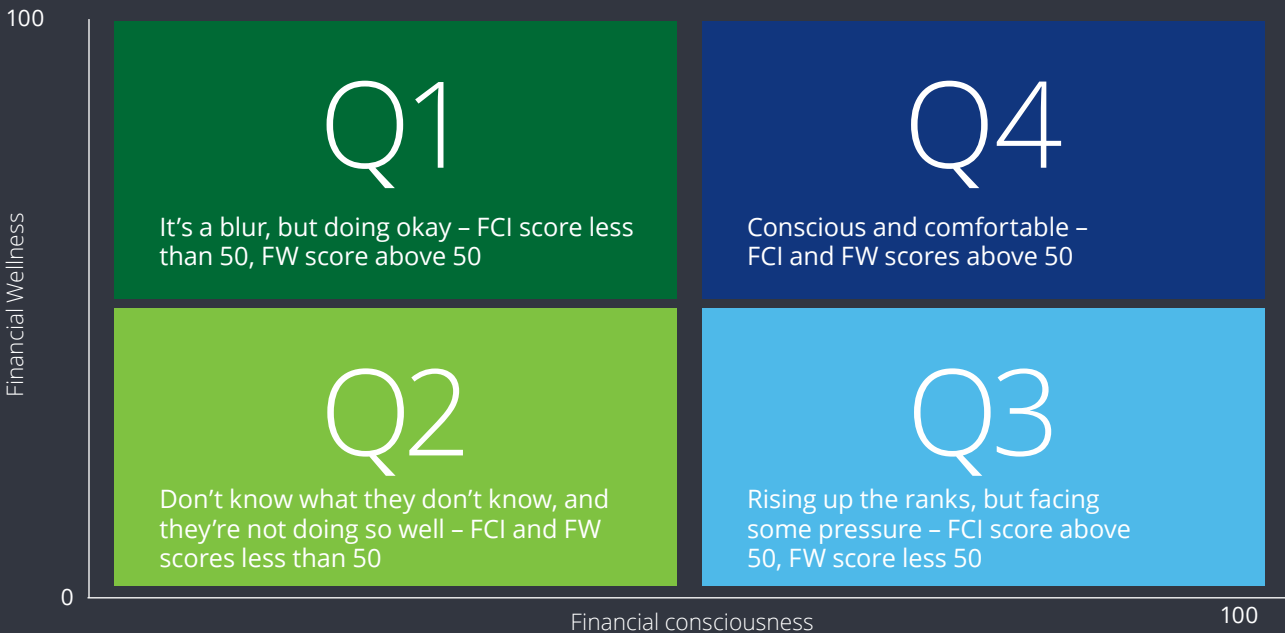 100
Financial Wellness
Q1
It’s a blur, but doing okay – FCI score less
than 50, FW score above 50
Q4
Conscious and comfortable –
FCI and FW scores above 50
Q2
Don’t know what they don’t know, and
they’re not doing so well – FCI and FW
scores less than 50
Q3
Rising up the ranks, but facing
some pressure – FCI score above
50, FW score less 50
0
Financial consciousness
100